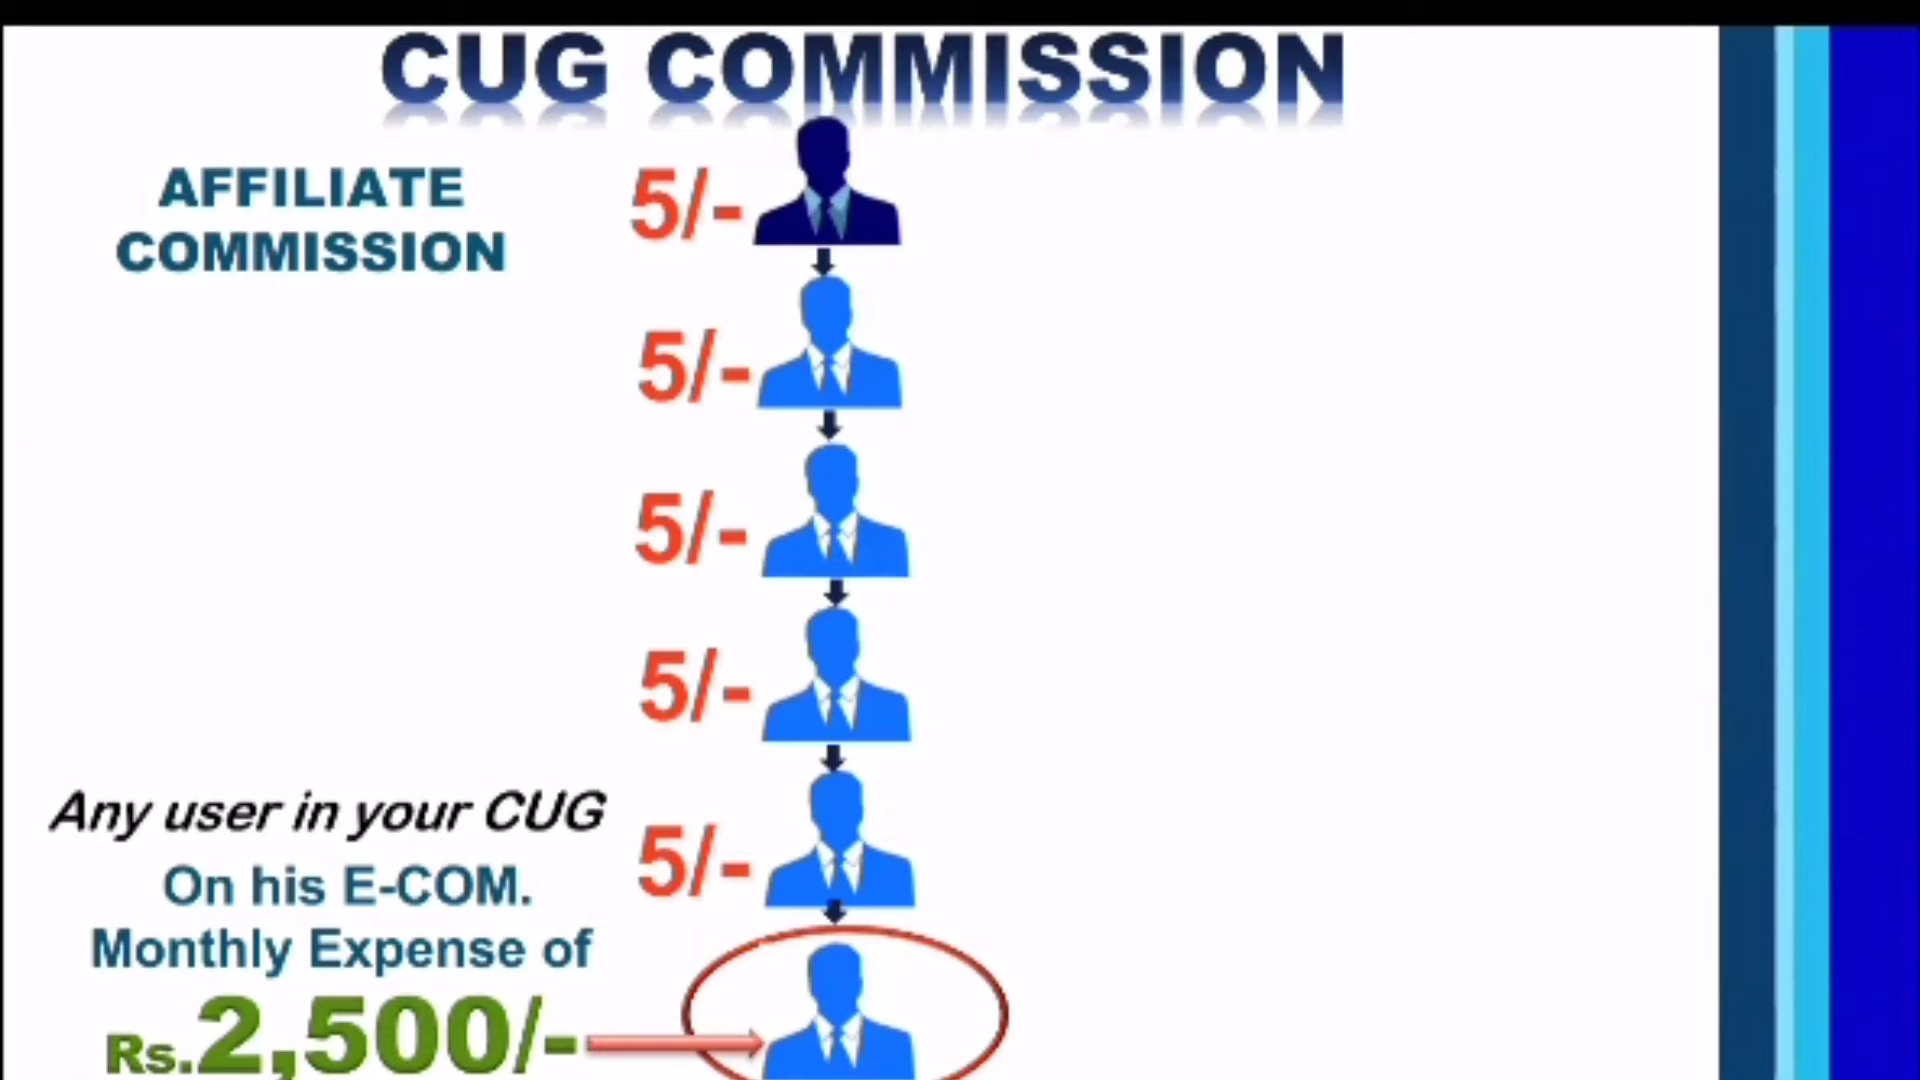 CUG COMMISSION
AFFILIATE
COMMISSION
5/-
5/-
5/-
5/-
5/-
Any user in your CUG
On his E-COM.
Monthly Expense of
Rs.2,500/-